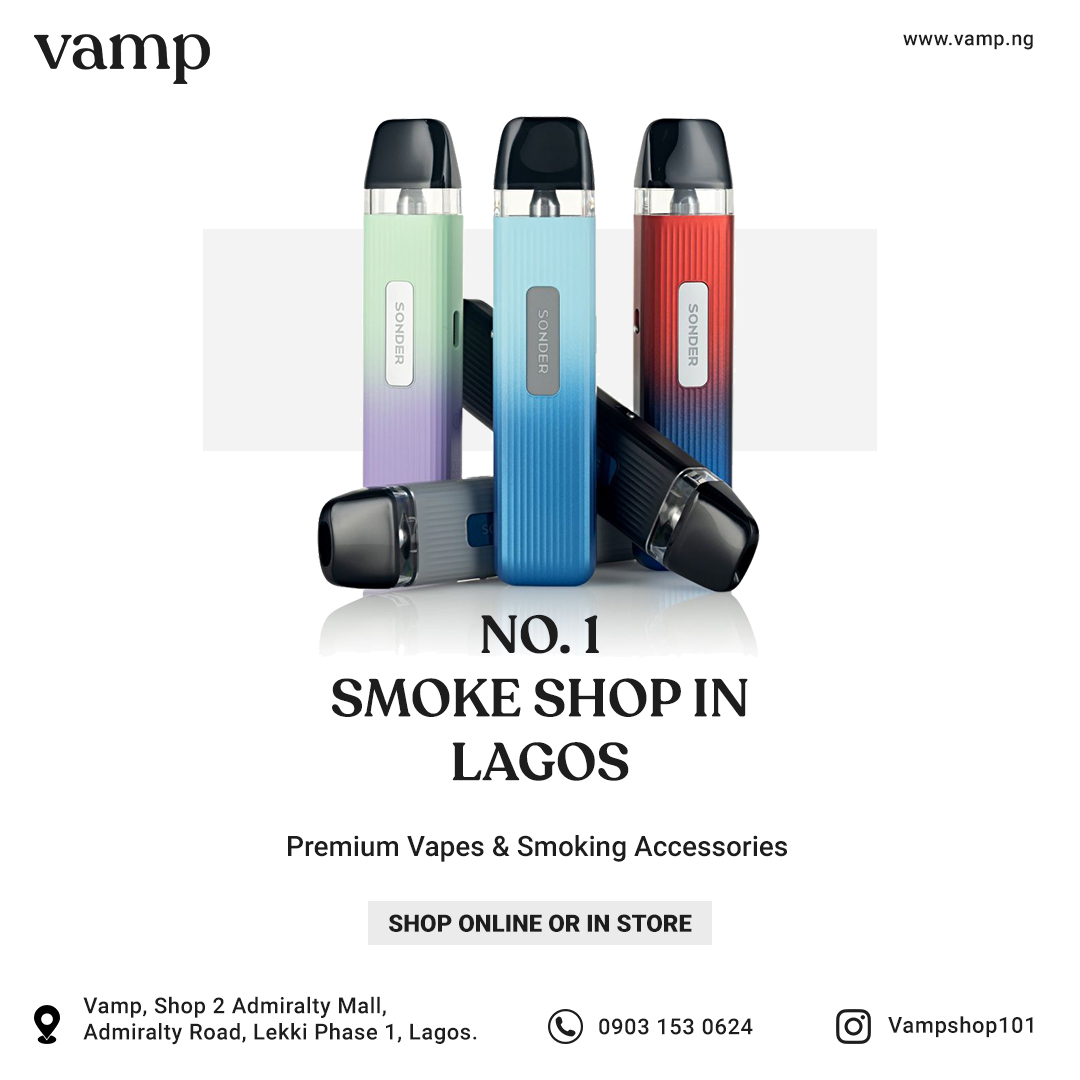 vamp
www.vamp.ng
SONDER
SONDER
SONDER
NO. 1
SMOKE SHOP IN
LAGOS
Premium Vapes & Smoking Accessories
SHOP ONLINE OR IN STORE
Vamp, Shop 2 Admiralty Mall,
Admiralty Road, Lekki Phase 1, Lagos.
0903 153 0624
Vampshop101